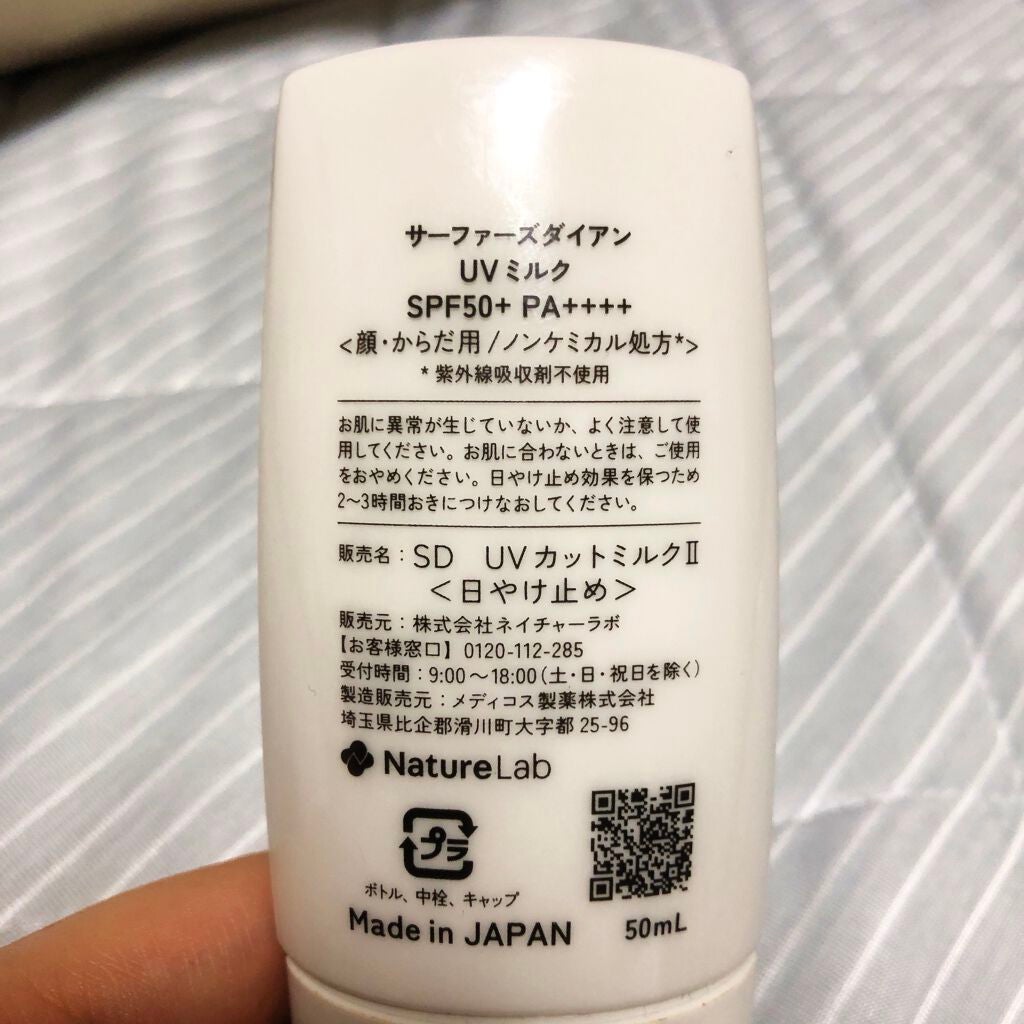 サーファーズダイアン
UVミルク
SPF50+ PA++++
<顔・からだ用/ノンケミカル処方*>
*紫外線吸収剤不使用
お肌に異常が生じていないか、よく注意して使
用してください。お肌に合わないときは、ご使用
をおやめください。日やけ止め効果を保つため
2〜3時間おきにつけなおしてください。
販売名：SD UVカットミルクⅡ
<日やけ止め>
販売元：株式会社ネイチャーラボ
【お客様窓口】0120-112-285
受付時間：9:00〜18:00(土・日・祝日を除く)
製造販売元：メディコス製薬株式会社
埼玉県比企郡滑川町大字都25-96
NatureLab
プラ
ボトル、中栓、キャップ
Made in JAPAN 50mL